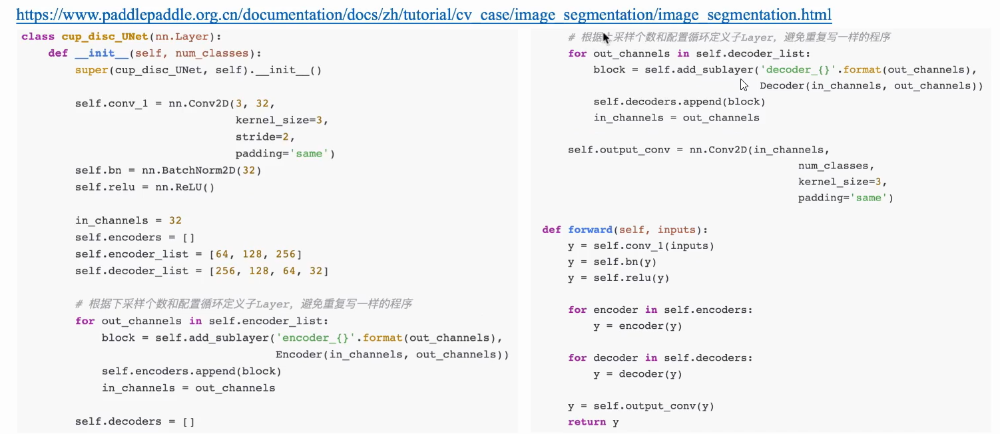 https://www.paddlepaddle.org.cn/documentation/docs/zh/tutorial/cv_case/image_segmentation/image_segmentation.html
class cup_disc_UNet(nn.Layer):
    def __init__(self, num_classes):
        super(cup_disc_UNet, self).__init__()

        self.conv_1 = nn.Conv2D(3, 32,
                                kernel_size=3,
                                stride=2,
                                padding='same')
        self.bn = nn.BatchNorm2D(32)
        self.relu = nn.ReLU()

        in_channels = 32
        self.encoders = []
        self.encoder_list = [64, 128, 256]
        self.decoder_list = [256, 128, 64, 32]

        # 根据下采样个数和配置循环定义子Layer，避免重复写一样的程序
        for out_channels in self.encoder_list:
            block = self.add_sublayer('encoder_{}'.format(out_channels),
                                      Encoder(in_channels, out_channels))
            self.encoders.append(block)
            in_channels = out_channels

        self.decoders = []
        # 根据上采样个数和配置循环定义子Layer，避免重复写一样的程序
        for out_channels in self.decoder_list:
            block = self.add_sublayer('decoder_{}'.format(out_channels),
                                      Decoder(in_channels, out_channels))
            self.decoders.append(block)
            in_channels = out_channels

        self.output_conv = nn.Conv2D(in_channels,
                                     num_classes,
                                     kernel_size=3,
                                     padding='same')

    def forward(self, inputs):
        y = self.conv_1(inputs)
        y = self.bn(y)
        y = self.relu(y)

        for encoder in self.encoders:
            y = encoder(y)

        for decoder in self.decoders:
            y = decoder(y)

        y = self.output_conv(y)
        return y